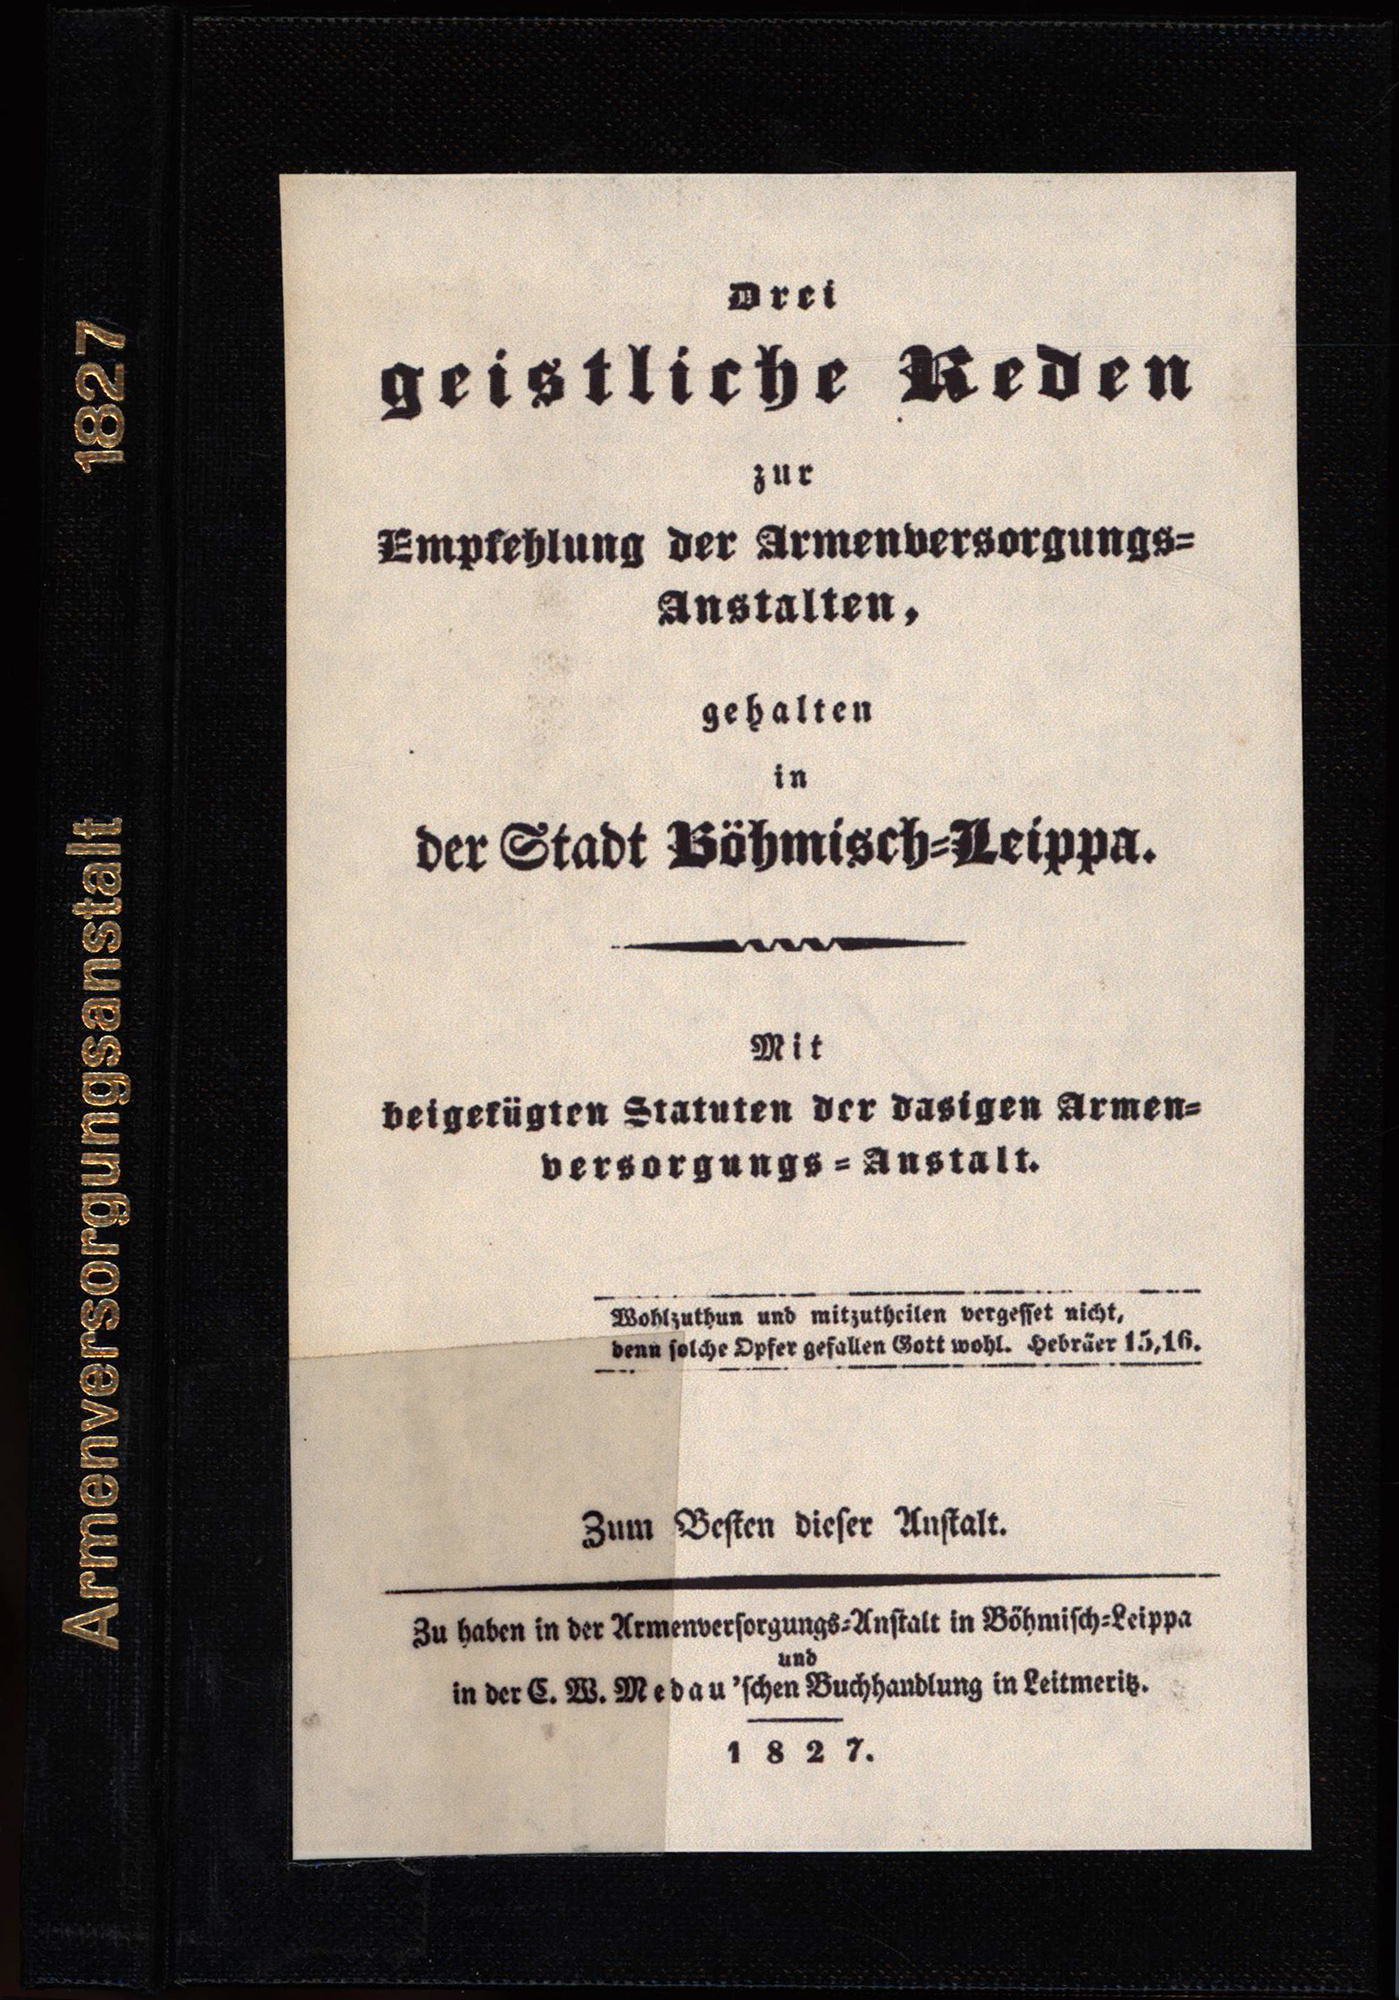 Armenversorgungsanstalt 1827
Drei
geistliche Reden
zur
Empfehlung der Armenversorgungs=
Anstalten,
gehalten
in
der Stadt Böhmisch=Leippa.
Mit
beigefügten Statuten der dasigen Armen=
versorgungs=Anstalt.
Wohlzuthun und mitzutheilen vergesset nicht,
denn solche Opfer gefallen Gott wohl. Hebräer 15,16.
Zum Besten dieser Anstalt.
Zu haben in der Armenversorgungs=Anstalt in Böhmisch=Leippa
und
in der C. W. Medau'schen Buchhandlung in Leitmeritz.
1827.